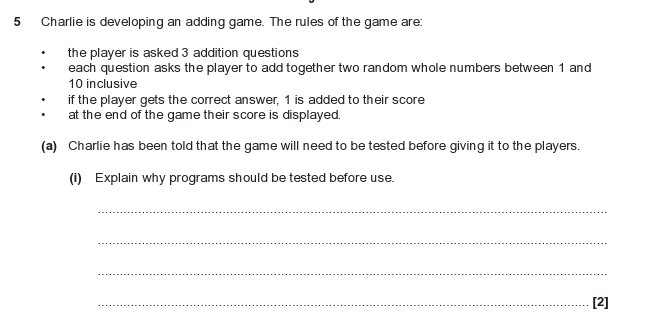 5 Charlie is developing an adding game. The rules of the game are:
• the player is asked 3 addition questions
• each question asks the player to add together two random whole numbers between 1 and
10 inclusive
• if the player gets the correct answer, 1 is added to their score
• at the end of the game their score is displayed.
(a) Charlie has been told that the game will need to be tested before giving it to the players.
(i) Explain why programs should be tested before use.
[2]